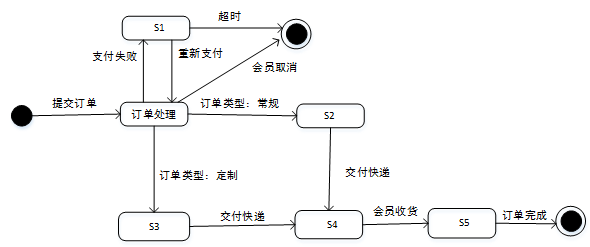 超时
S1
支付失败
重新支付
会员取消
提交订单
订单处理
订单类型：常规
S2
订单类型：定制
交付快递
S3
交付快递
S4
会员收货
S5
订单完成